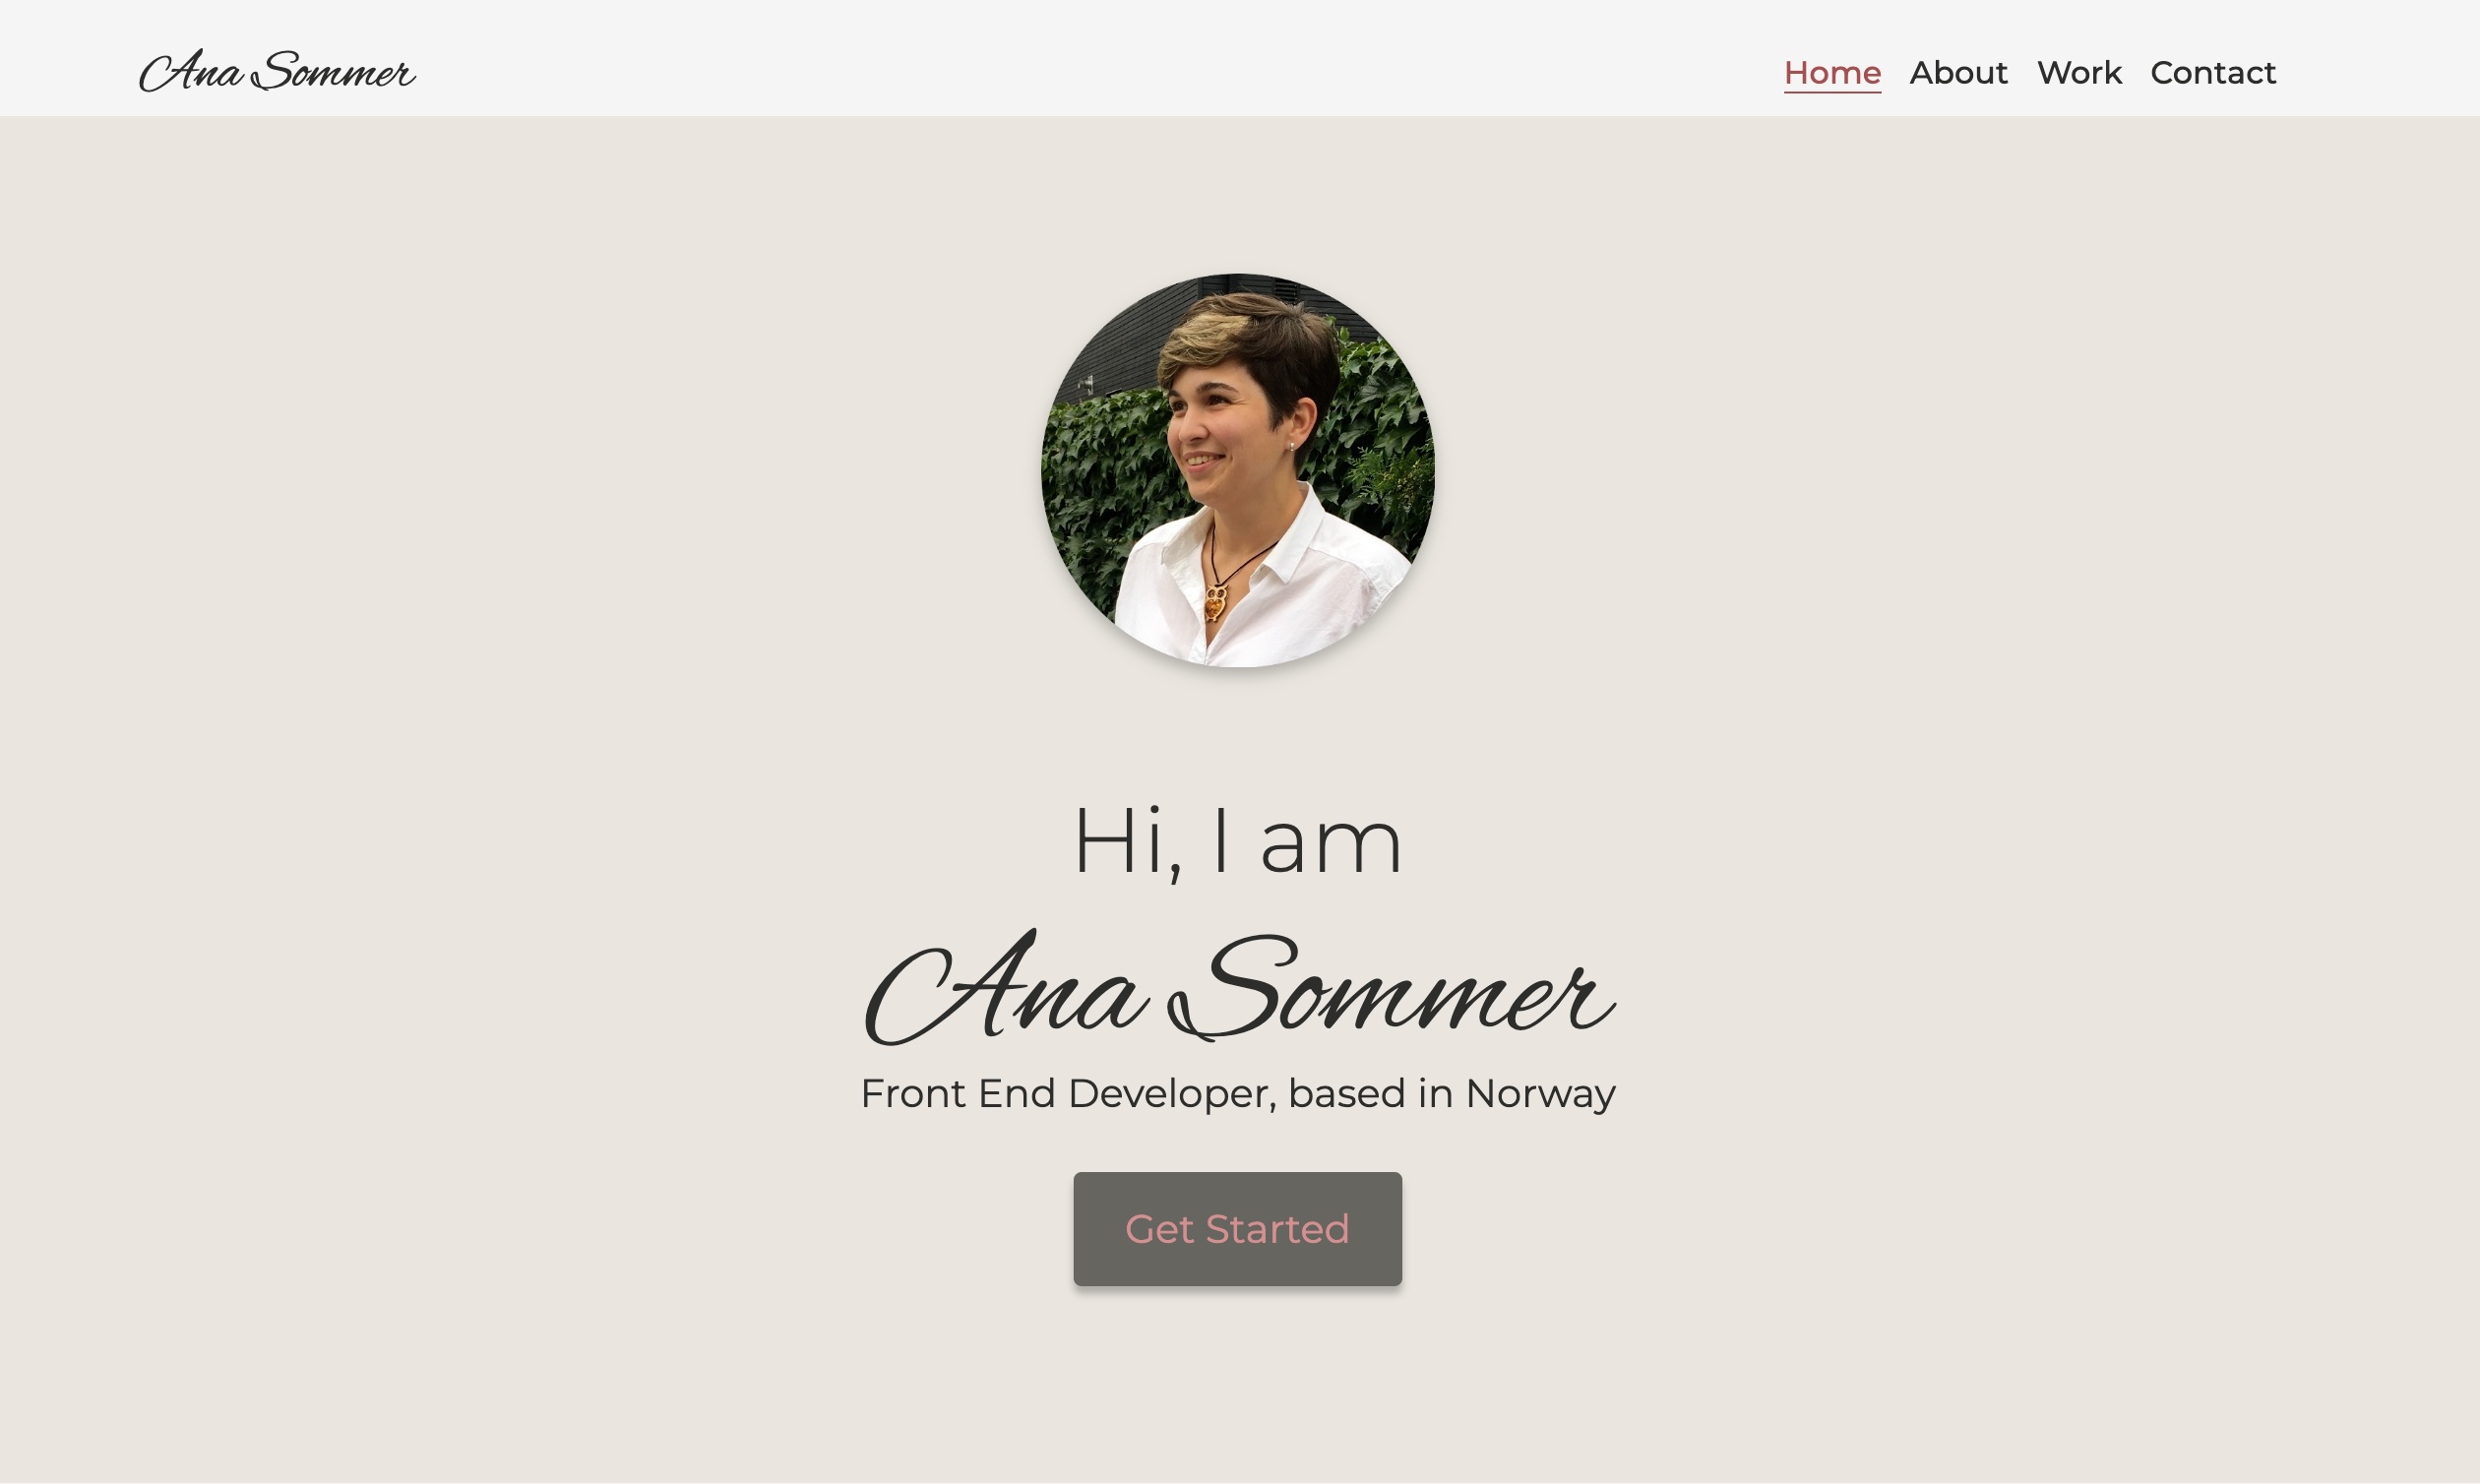 Ana Sommer
Home About Work Contact
Hi, I am
Ana Sommer
Front End Developer, based in Norway
Get Started